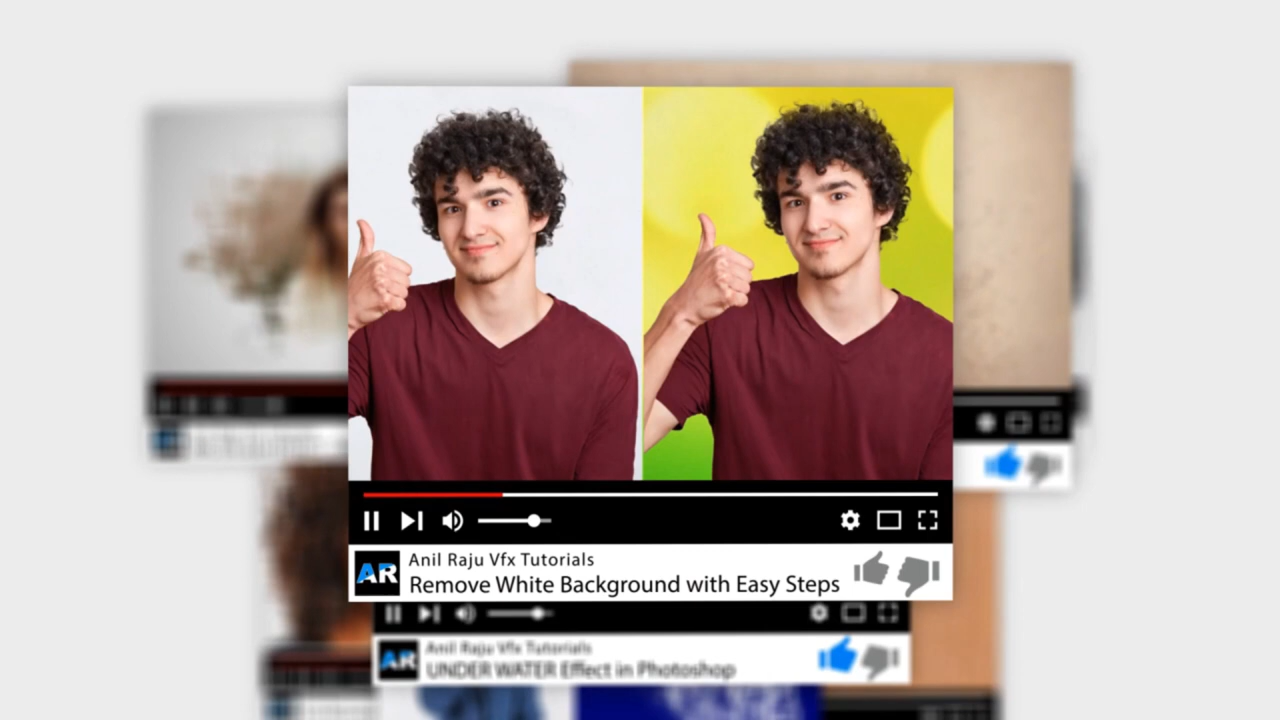 Anil Raju Vfx Tutorials
AR
Remove White Background with Easy Steps
Anil Raju Vfx Tutorials
AR
UNDER WATER Effect in Photoshop